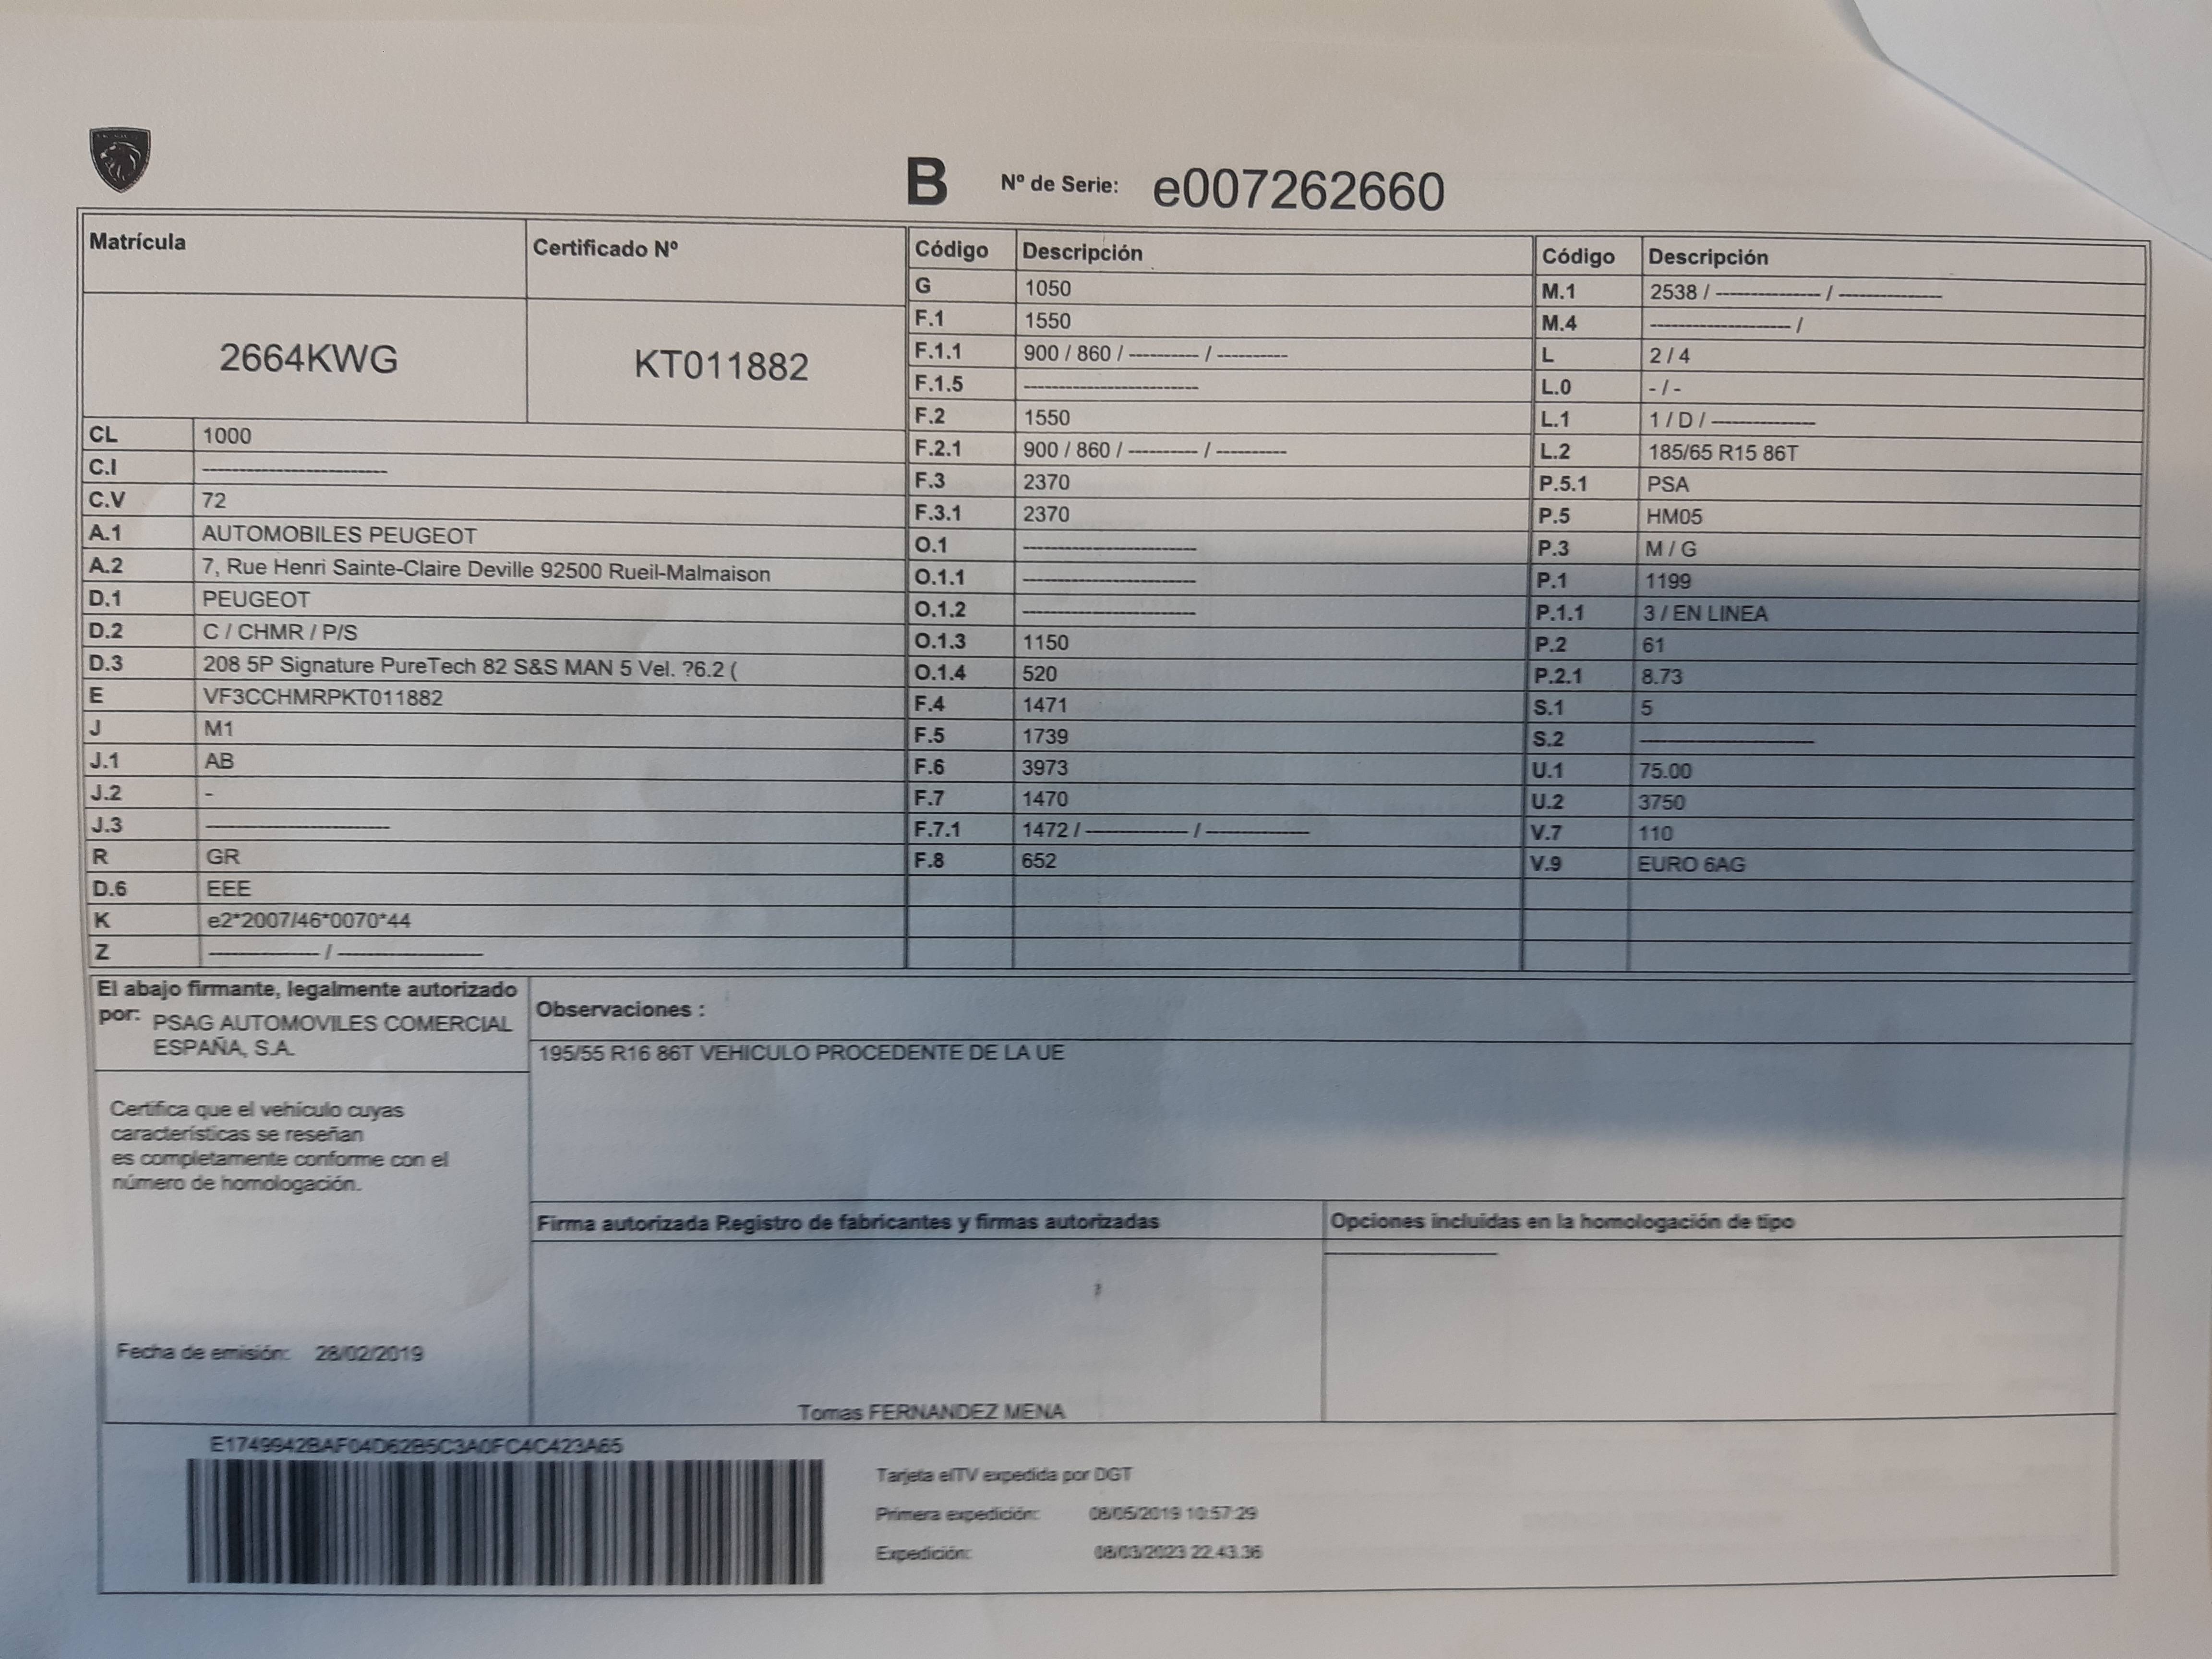 B Nº de Serie: e007262660
Matrícula Certificado Nº
2664KWG KT011882
CL 1000
C.I ------------------------
C.V 72
A.1 AUTOMOBILES PEUGEOT
A.2 7, Rue Henri Sainte-Claire Deville 92500 Rueil-Malmaison
D.1 PEUGEOT
D.2 C / CHMR / P/S
D.3 208 5P Signature PureTech 82 S&S MAN 5 Vel. ?6.2 (
E VF3CCHMRPKT011882
J M1
J.1 AB
J.2 -
J.3 ------------------------
R GR
D.6 EEE
K e2*2007/46*0070*44
Z --------------- / --------------------
Código Descripción
G 1050
F.1 1550
F.1.1 900 / 860 / ---------- / ----------
F.1.5 ------------------------
F.2 1550
F.2.1 900 / 860 / ---------- / ----------
F.3 2370
F.3.1 2370
O.1 ------------------------
O.1.1 ------------------------
O.1.2 ------------------------
O.1.3 1150
O.1.4 520
F.4 1471
F.5 1739
F.6 3973
F.7 1470
F.7.1 1472 / --------------- / ---------------
F.8 652
Código Descripción
M.1 2538 / --------------- / ---------------
M.4 -------------------- /
L 2 / 4
L.0 - / -
L.1 1 / D / ---------------
L.2 185/65 R15 86T
P.5.1 PSA
P.5 HM05
P.3 M / G
P.1 1199
P.1.1 3 / EN LINEA
P.2 61
P.2.1 8.73
S.1 5
S.2 ------------------------
U.1 75.00
U.2 3750
V.7 110
V.9 EURO 6AG
El abajo firmante, legalmente autorizado
por: PSAG AUTOMOVILES COMERCIAL
ESPAÑA, S.A.
Certifica que el vehículo cuyas
características se reseñan
es completamente conforme con el
número de homologación.
Fecha de emisión: 28/02/2019
Observaciones :
195/55 R16 86T VEHICULO PROCEDENTE DE LA UE
Firma autorizada Registro de fabricantes y firmas autorizadas
Tomas FERNANDEZ MENA
Opciones incluidas en la homologación de tipo
------------------------
E1749942BAF04D62B5C3A0FC4C423A65
Tarjeta eITV expedida por DGT
Primera expedición: 08/05/2019 10:57:29
Expedición: 08/03/2023 22.43.36